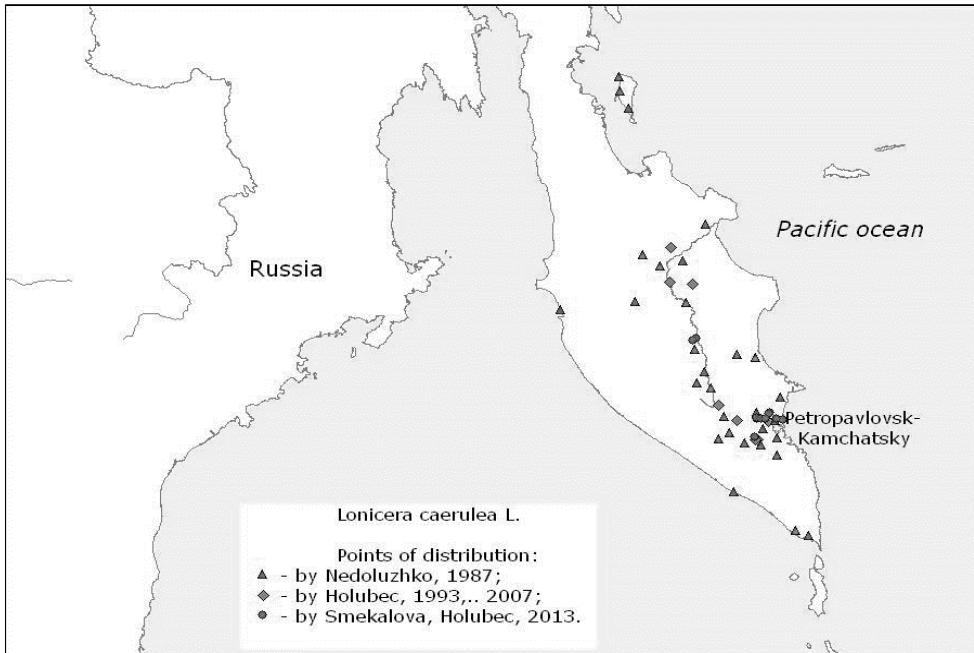 Pacific ocean
Russia
Petropavlovsk-
Kamchatsky
Lonicera caerulea L.
Points of distribution:
- by Nedoluzhko, 1987;
- by Holubec, 1993,.. 2007;
- by Smekalova, Holubec, 2013.